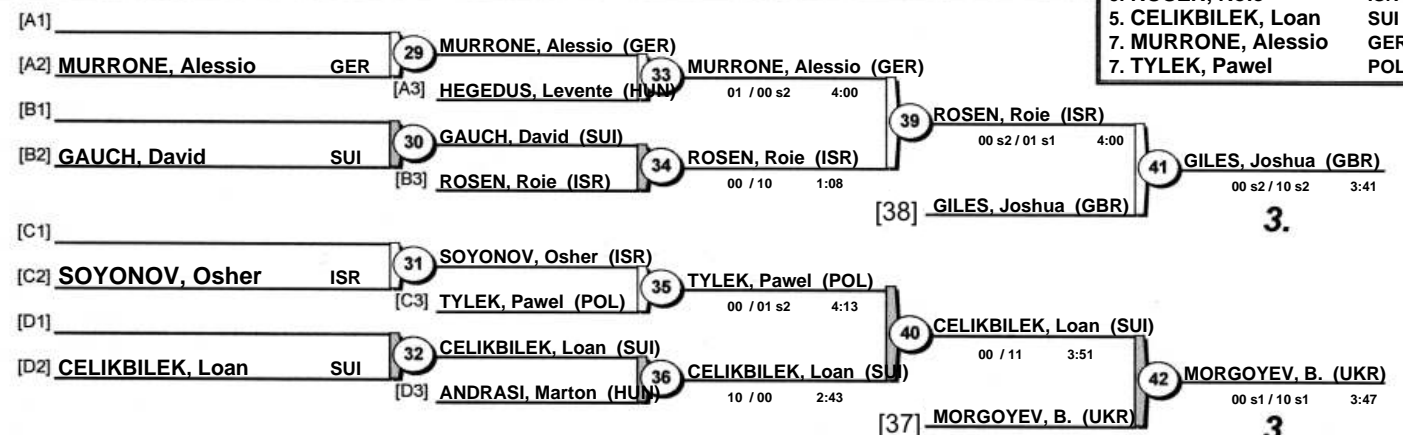 5. CELIKBILEK, Loan SUI
7. MURRONE, Alessio GER
7. TYLEK, Pawel POL
[A1]
[A2] MURRONE, Alessio GER
29
MURRONE, Alessio (GER)
[A3] HEGEDUS, Levente (HUN)
33
MURRONE, Alessio (GER)
01 / 00 s2 4:00
[B1]
[B2] GAUCH, David SUI
30
GAUCH, David (SUI)
[B3] ROSEN, Roie (ISR)
34
ROSEN, Roie (ISR)
00 / 10 1:08
39
ROSEN, Roie (ISR)
00 s2 / 01 s1 4:00
[38] GILES, Joshua (GBR)
41
GILES, Joshua (GBR)
00 s2 / 10 s2 3:41
3.
[C1]
[C2] SOYONOV, Osher ISR
31
SOYONOV, Osher (ISR)
[C3] TYLEK, Pawel (POL)
35
TYLEK, Pawel (POL)
00 / 01 s2 4:13
[D1]
[D2] CELIKBILEK, Loan SUI
32
CELIKBILEK, Loan (SUI)
[D3] ANDRASI, Marton (HUN)
36
CELIKBILEK, Loan (SUI)
10 / 00 2:43
40
CELIKBILEK, Loan (SUI)
00 / 11 3:51
[37] MORGOYEV, B. (UKR)
42
MORGOYEV, B. (UKR)
00 s1 / 10 s1 3:47
3